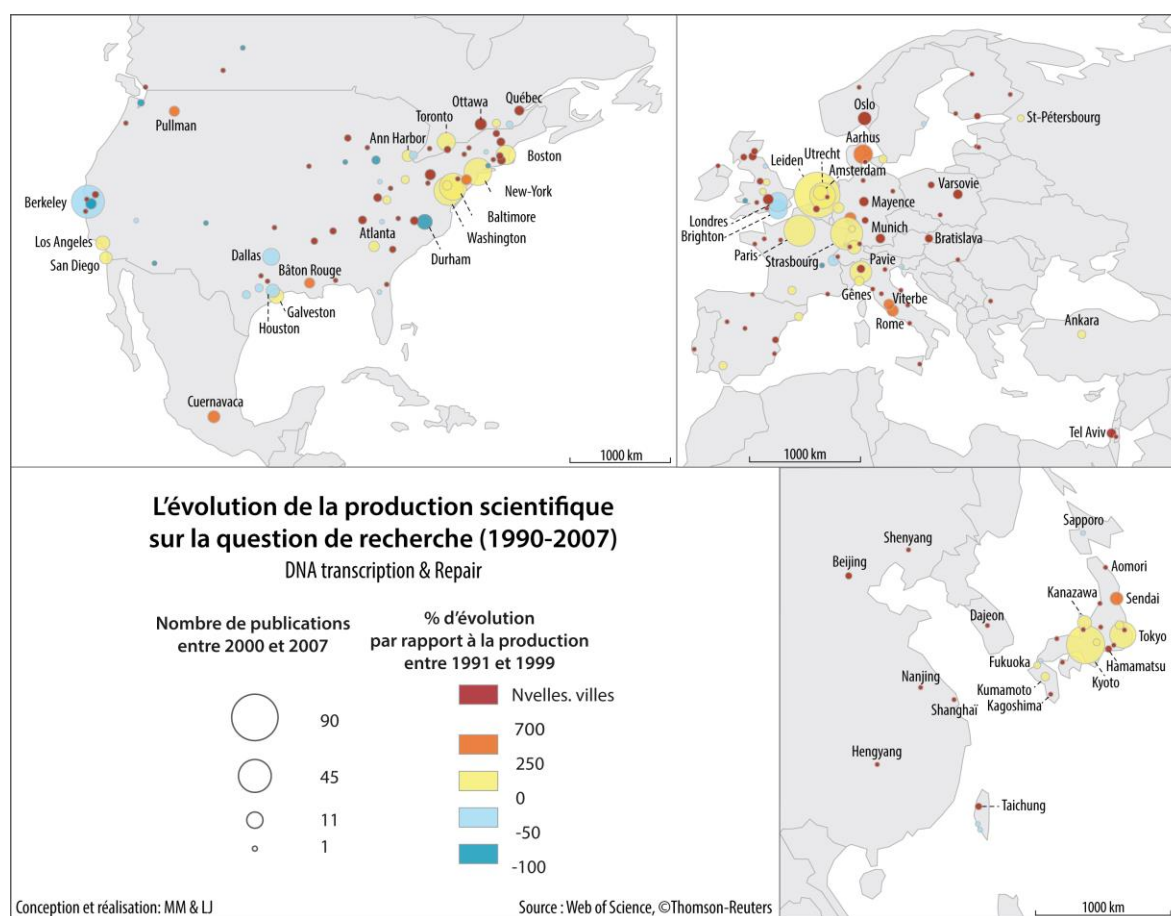 Québec
Ottawa
Toronto
Pullman
Ann Harbor
Boston
New-York
Berkeley
Baltimore
Atlanta
Washington
Los Angeles
Dallas
Durham
San Diego
Bâton Rouge
Galveston
Houston
Cuernavaca
1000 km
Oslo
St-Pétersbourg
Aarhus
Utrecht
Leiden
Amsterdam
Varsovie
Mayence
Londres
Brighton
Munich
Bratislava
Paris
Strasbourg
Pavie
Gênes
Viterbe
Rome
Ankara
Tel Aviv
1000 km
L'évolution de la production scientifique
sur la question de recherche (1990-2007)
DNA transcription & Repair
Nombre de publications
entre 2000 et 2007
90
45
11
1
% d'évolution
par rapport à la production
entre 1991 et 1999
Nvelles. villes
700
250
0
-50
-100
Sapporo
Shenyang
Beijing
Aomori
Kanazawa
Sendai
Dajeon
Tokyo
Fukuoka
Hamamatsu
Nanjing
Kumamoto
Kyoto
Kagoshima
Shanghaï
Hengyang
Taichung
1000 km
Conception et réalisation: MM & LJ
Source : Web of Science, ©Thomson-Reuters